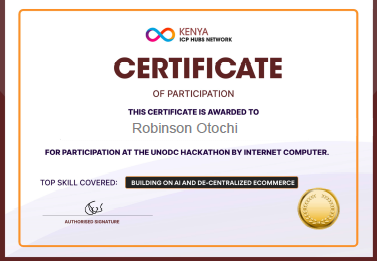 KENYA
ICP HUBS NETWORK
CERTIFICATE
OF PARTICIPATION
THIS CERTIFICATE IS AWARDED TO
Robinson Otochi
FOR PARTICIPATION AT THE UNODC HACKATHON BY INTERNET COMPUTER.
TOP SKILL COVERED: BUILDING ON AI AND DE-CENTRALIZED ECOMMERCE
AUTHORISED SIGNATURE